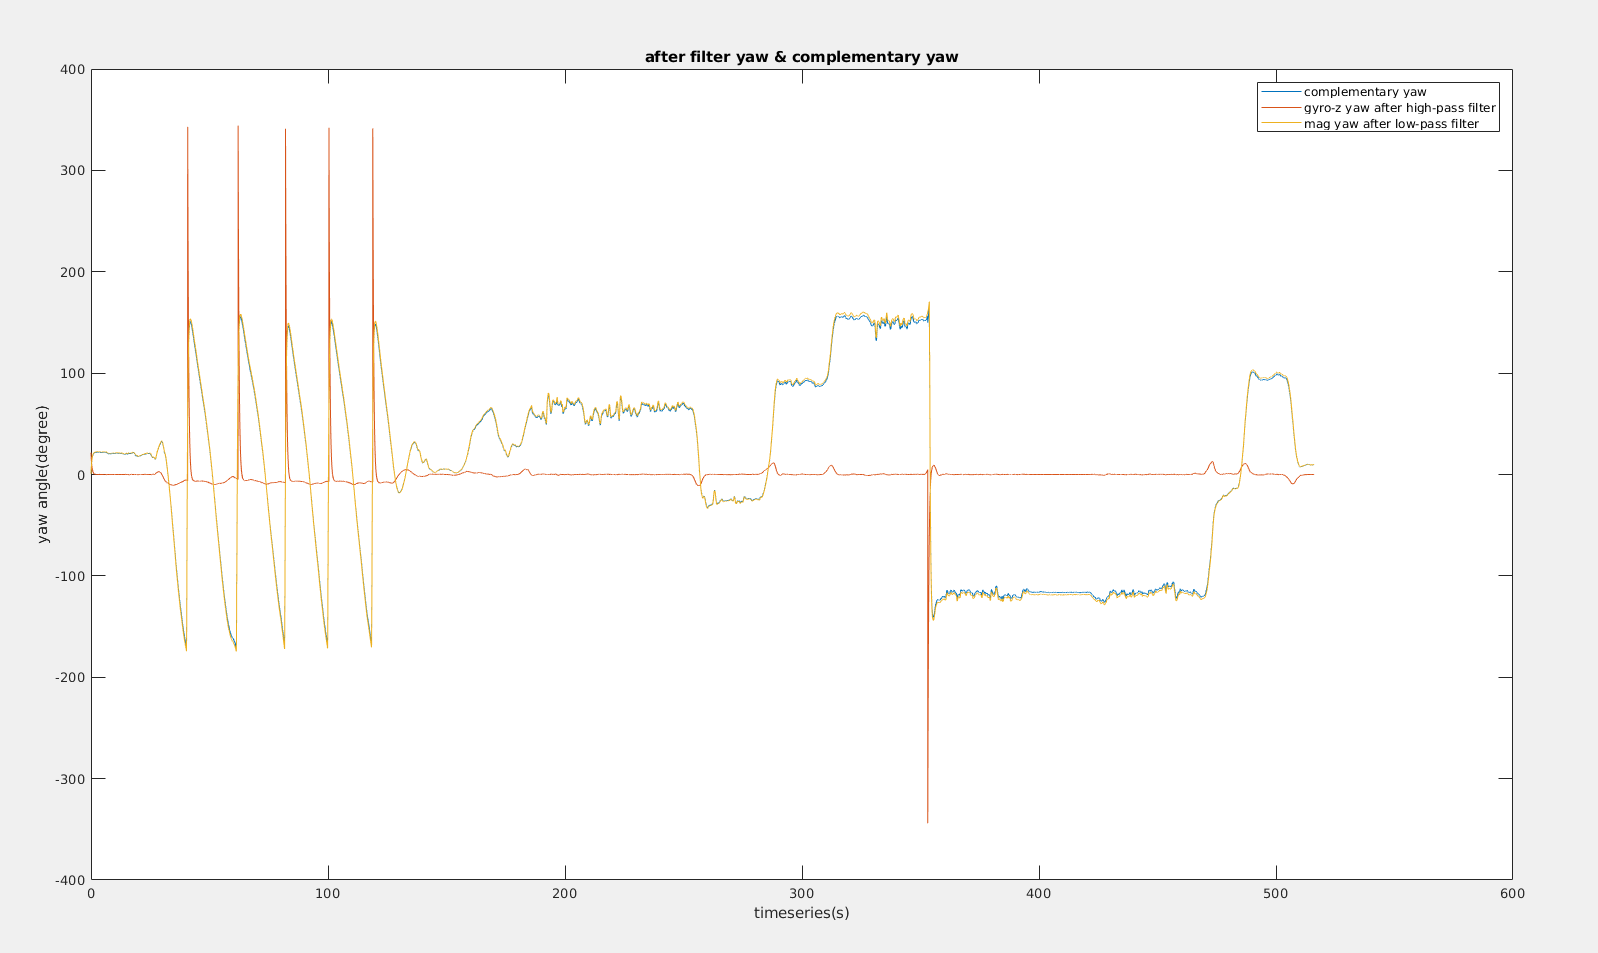 after filter yaw & complementary yaw
complementary yaw
gyro-z yaw after high-pass filter
mag yaw after low-pass filter
400
300
200
100
0
-100
-200
-300
-400
yaw angle(degree)
0 100 200 300 400 500 600
timeseries(s)